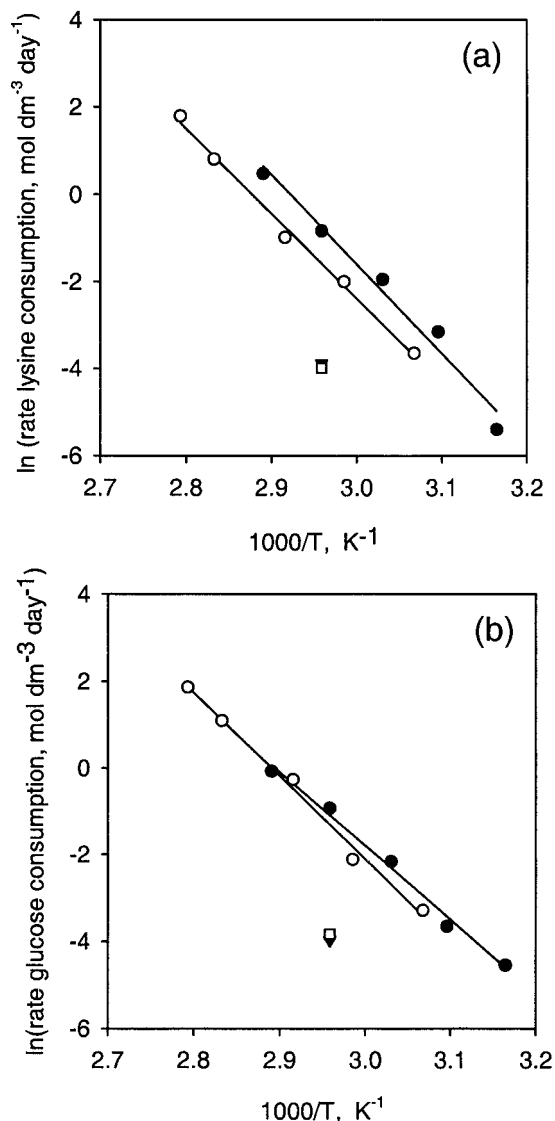 (a)
ln (rate lysine consumption, mol dm-3 day-1)
4
2
0
-2
-4
-6
2.7 2.8 2.9 3.0 3.1 3.2
1000/T, K-1
(b)
ln(rate glucose consumption, mol dm-3 day-1)
4
2
0
-2
-4
-6
2.7 2.8 2.9 3.0 3.1 3.2
1000/T, K-1